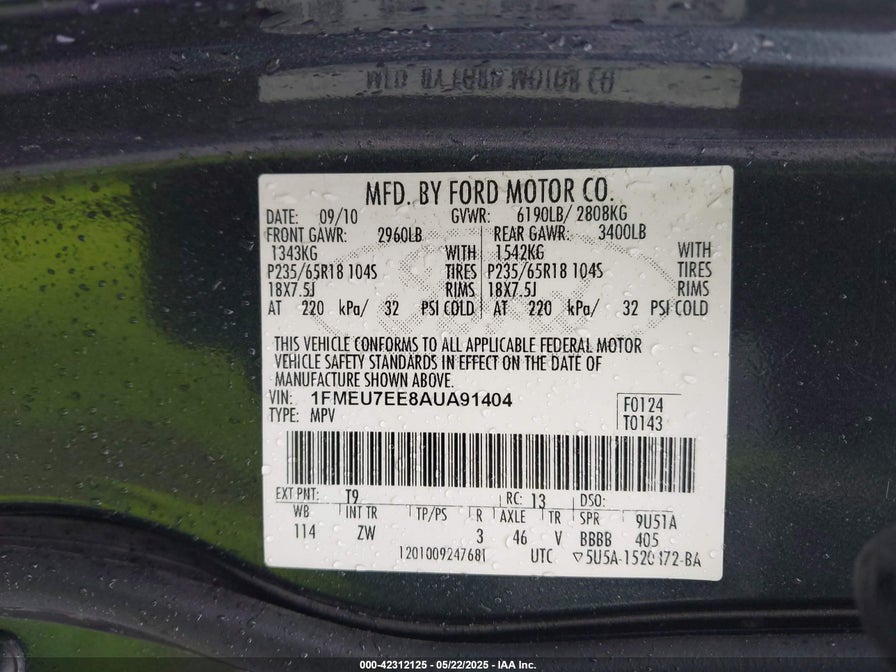 MFD. BY FORD MOTOR CO.
DATE: 09/10 GVWR: 6190LB/ 2808KG
FRONT GAWR: 2960LB REAR GAWR: 3400LB
1343KG WITH 1542KG WITH
P235/65R18 104S TIRES P235/65R18 104S TIRES
18X7.5J RIMS 18X7.5J RIMS
AT 220 kPa/ 32 PSI COLD AT 220 kPa/ 32 PSI COLD
THIS VEHICLE CONFORMS TO ALL APPLICABLE FEDERAL MOTOR
VEHICLE SAFETY STANDARDS IN EFFECT ON THE DATE OF
MANUFACTURE SHOWN ABOVE.
VIN: 1FMEU7EE8AUA91404 F0124
TYPE: MPV T0143
EXT PNT: T9 RC: 13 DSO:
WB INT TR TP/PS R AXLE TR SPR 9U51A
114 ZW 3 46 V BBBB 405
UTC ▽5U5A-1520472-BA
000-42312125 - 05/22/2025 - IAA Inc.